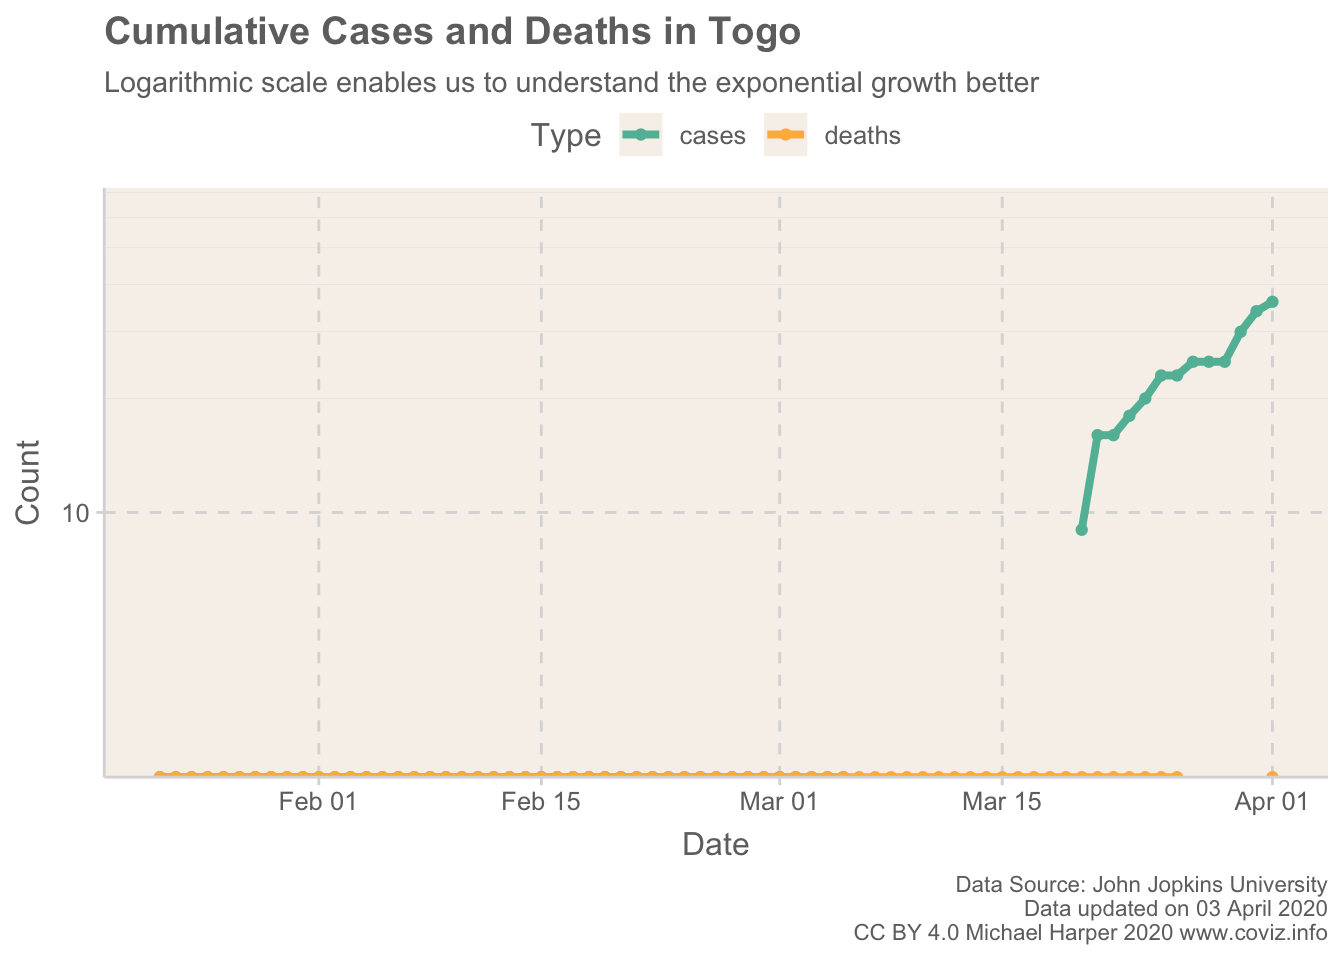 Cumulative Cases and Deaths in Togo
Logarithmic scale enables us to understand the exponential growth better
Type cases deaths
Count
10
Feb 01 Feb 15 Mar 01 Mar 15 Apr 01
Date
Data Source: John Jopkins University
Data updated on 03 April 2020
CC BY 4.0 Michael Harper 2020 www.coviz.info